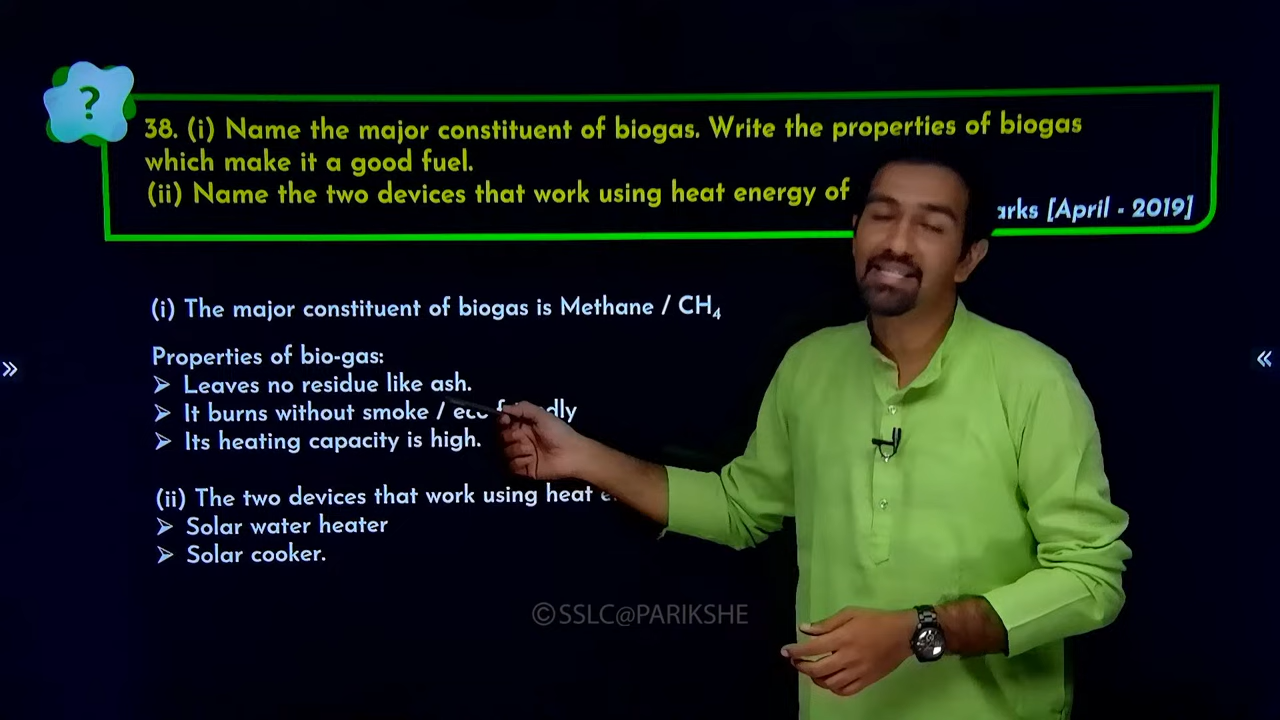 ?
38. (i) Name the major constituent of biogas. Write the properties of biogas
which make it a good fuel.
(ii) Name the two devices that work using heat energy of
[April - 2019]
(i) The major constituent of biogas is Methane / CH₄
Properties of bio-gas:
➢ Leaves no residue like ash.
➢ It burns without smoke /
➢ Its heating capacity is high.
(ii) The two devices that work using heat
➢ Solar water heater
➢ Solar cooker.
©SSLC@PARIKSHE
»
«